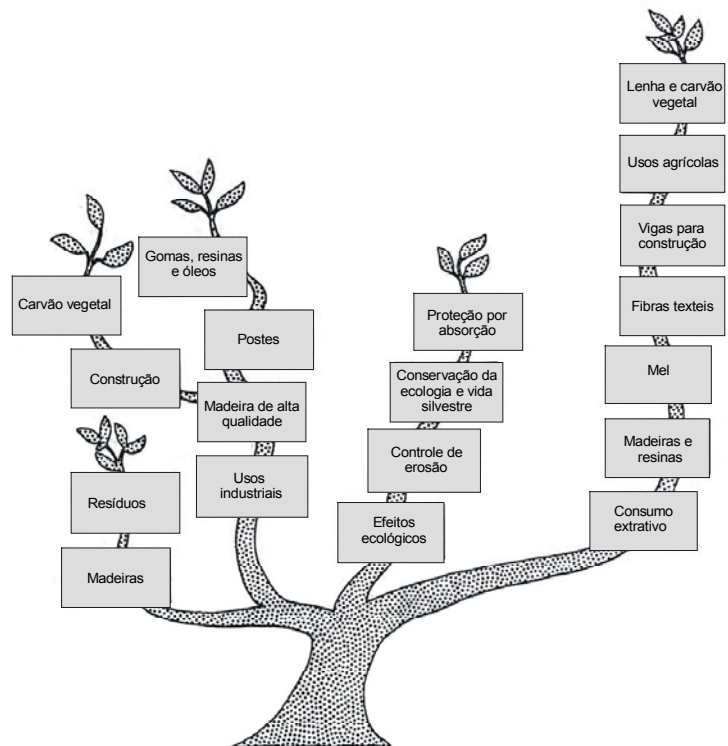 Lenha e carvão
vegetal
Usos agrícolas
Vigas para
construção
Fibras texteis
Mel
Madeiras e
resinas
Consumo
extrativo
Gomas, resinas
e óleos
Postes
Madeira de alta
qualidade
Usos
industriais
Carvão vegetal
Construção
Resíduos
Madeiras
Proteção por
absorção
Conservação da
ecologia e vida
silvestre
Controle de
erosão
Efeitos
ecológicos